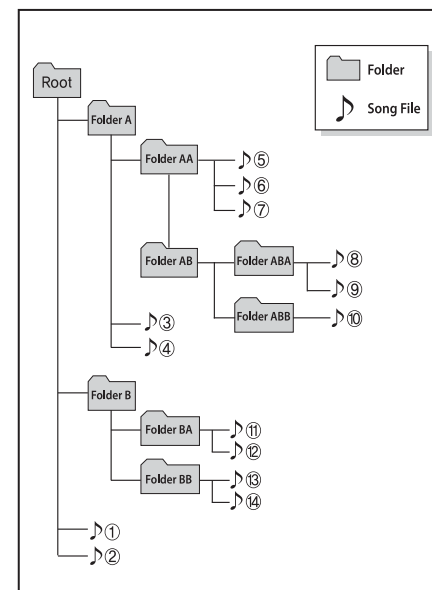 Root
Folder
Song File
Folder A
Folder AA
⑤
⑥
⑦
Folder AB
Folder ABA
⑧
⑨
Folder ABB
⑩
③
④
Folder B
Folder BA
⑪
⑫
Folder BB
⑬
⑭
①
②